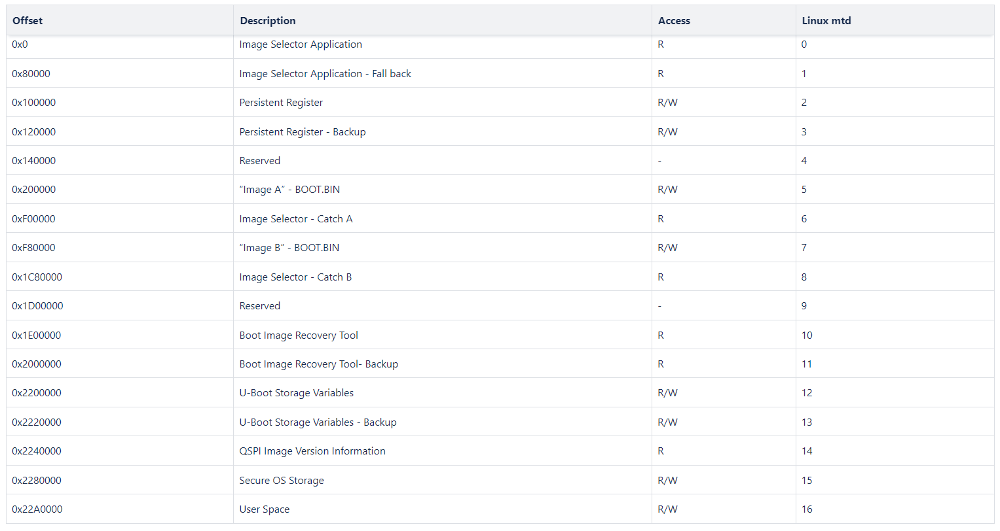 Offset Description Access Linux mtd
0x0 Image Selector Application R 0
0x80000 Image Selector Application - Fall back R 1
0x100000 Persistent Register R/W 2
0x120000 Persistent Register - Backup R/W 3
0x140000 Reserved - 4
0x200000 “Image A” - BOOT.BIN R/W 5
0xF00000 Image Selector - Catch A R 6
0xF80000 “Image B” - BOOT.BIN R/W 7
0x1C80000 Image Selector - Catch B R 8
0x1D00000 Reserved - 9
0x1E00000 Boot Image Recovery Tool R 10
0x2000000 Boot Image Recovery Tool- Backup R 11
0x2200000 U-Boot Storage Variables R/W 12
0x2220000 U-Boot Storage Variables - Backup R/W 13
0x2240000 QSPI Image Version Information R 14
0x2280000 Secure OS Storage R/W 15
0x22A0000 User Space R/W 16